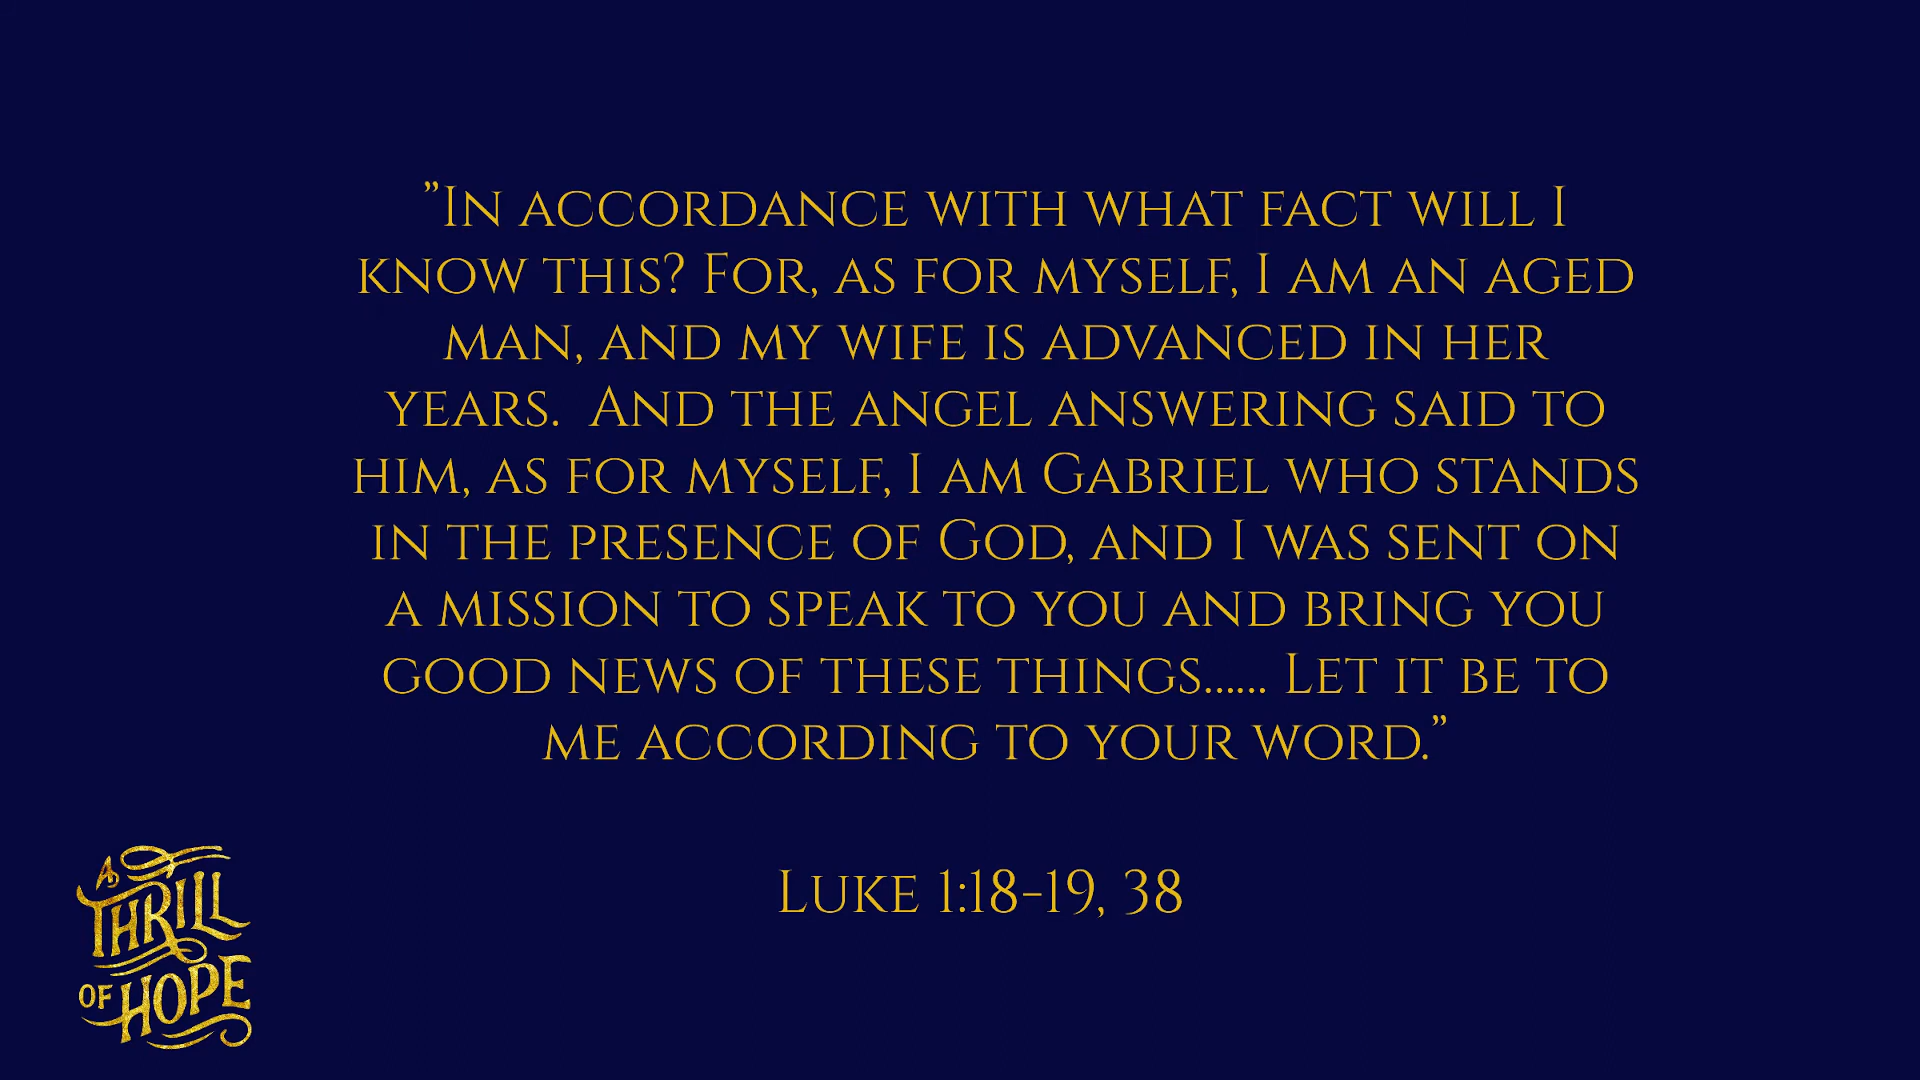 ”In accordance with what fact will I
know this? For, as for myself, I am an aged
man, and my wife is advanced in her
years.  And the angel answering said to
him, as for myself, I am Gabriel who stands
in the presence of God, and I was sent on
a mission to speak to you and bring you
good news of these things...... Let it be to
me according to your word.”
Luke 1:18-19, 38
A
THRILL
OF HOPE